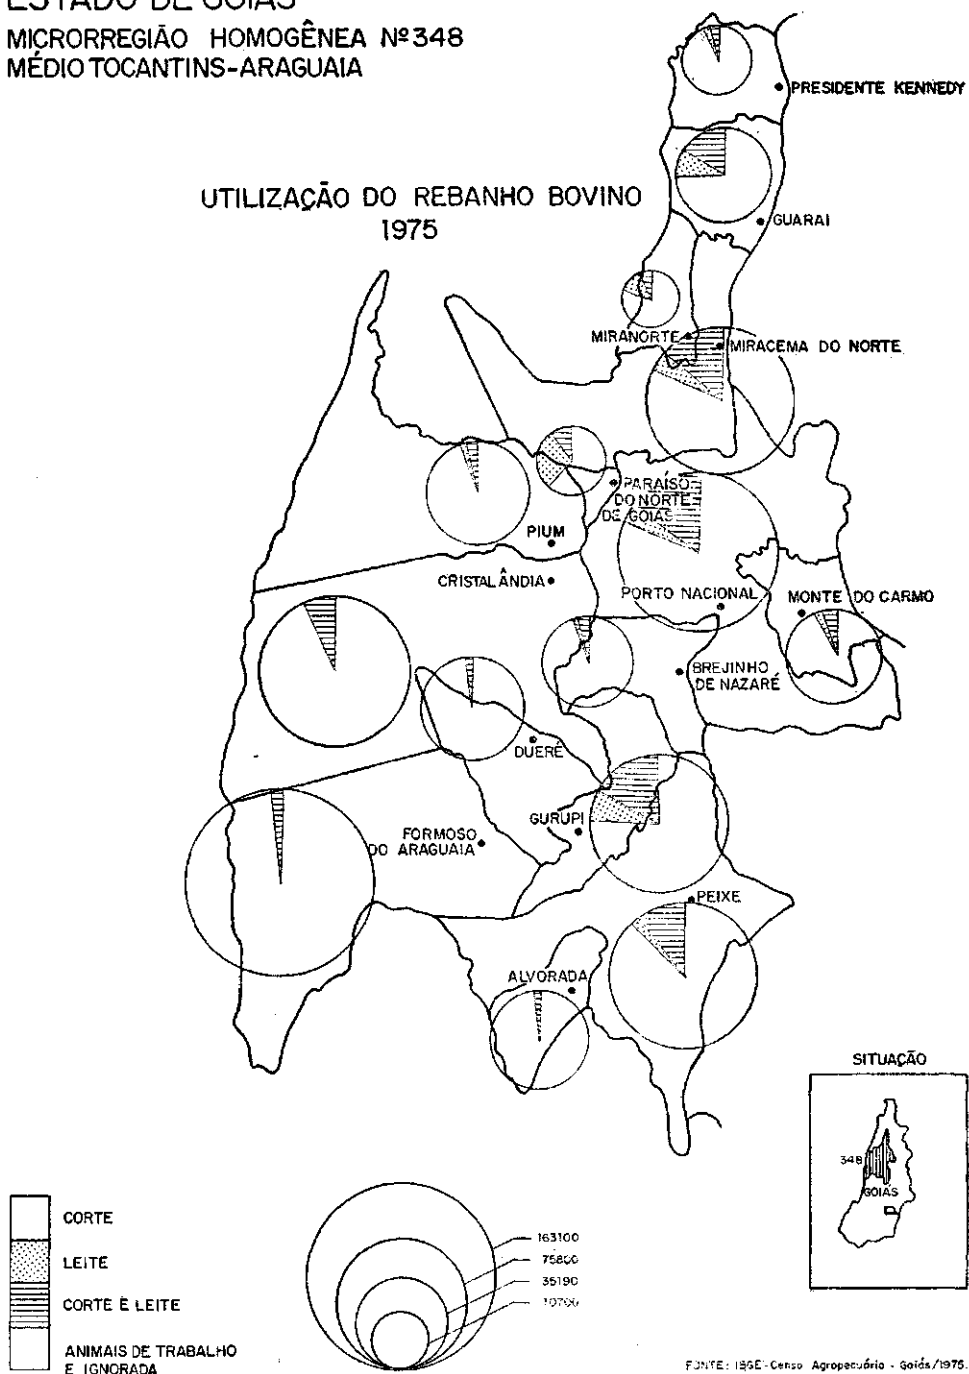 ESTADO DE GOIÁS
MICRORREGIÃO HOMOGÊNEA Nº 348
MÉDIO TOCANTINS-ARAGUAIA
UTILIZAÇÃO DO REBANHO BOVINO
1975
PRESIDENTE KENNEDY
GUARAI
MIRANORTE
MIRACEMA DO NORTE
PARAÍSO
DO NORTE
DE GOIÁS
PIUM
CRISTALÂNDIA
PORTO NACIONAL
MONTE DO CARMO
BREJINHO
DE NAZARÉ
DUERÉ
GURUPI
FORMOSO
DO ARAGUAIA
PEIXE
ALVORADA
SITUAÇÃO
348
GOIÁS
CORTE
LEITE
CORTE E LEITE
ANIMAIS DE TRABALHO
E IGNORADA
163100
75800
35190
10700
FONTE: IBGE-Censo Agropecuário - Goiás/1975.